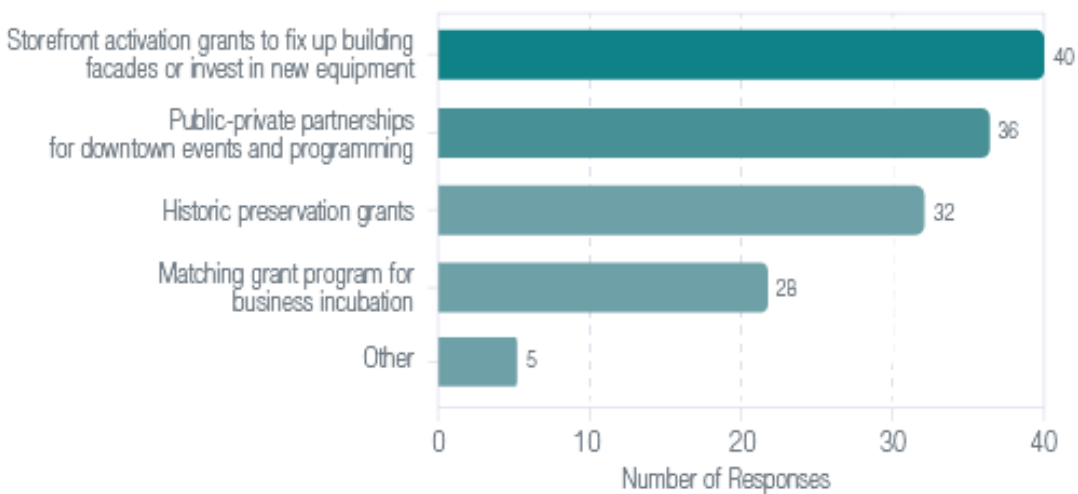 Storefront activation grants to fix up building
facades or invest in new equipment
40
Public-private partnerships
for downtown events and programming
36
Historic preservation grants
32
Matching grant program for
business incubation
28
Other
5
0 10 20 30 40
Number of Responses